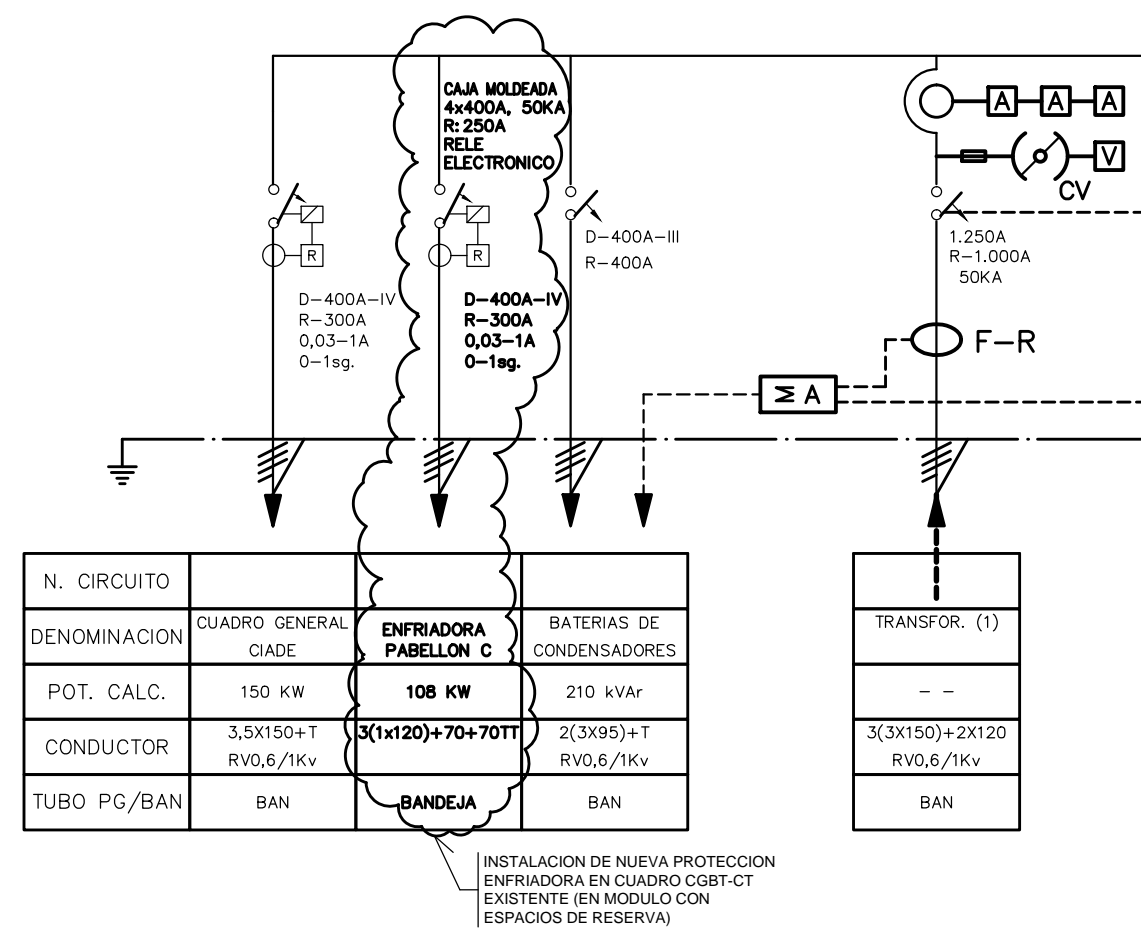 CAJA MOLDEADA
4x400A, 50KA
R: 250A
RELE
ELECTRONICO
A A A
V
CV
R
R
D-400A-III
R-400A
1.250A
R-1.000A
50KA
D-400A-IV
R-300A
0,03-1A
0-1sg.
D-400A-IV
R-300A
0,03-1A
0-1sg.
F-R
Σ A
N. CIRCUITO
DENOMINACION
CUADRO GENERAL
CIADE
ENFRIADORA
PABELLON C
BATERIAS DE
CONDENSADORES
TRANSFOR. (1)
POT. CALC.
150 KW
108 KW
210 kVAr
- -
CONDUCTOR
3,5X150+T
RV0,6/1Kv
3(1x120)+70+70TT
2(3X95)+T
RV0,6/1Kv
3(3X150)+2X120
RV0,6/1Kv
TUBO PG/BAN
BAN
BANDEJA
BAN
BAN
INSTALACION DE NUEVA PROTECCION
ENFRIADORA EN CUADRO CGBT-CT
EXISTENTE (EN MODULO CON
ESPACIOS DE RESERVA)